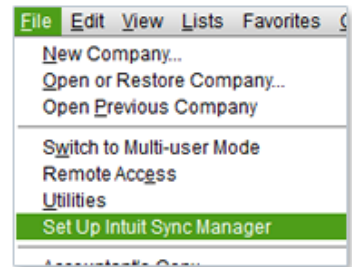 File Edit View Lists Favorites
New Company...
Open or Restore Company...
Open Previous Company
Switch to Multi-user Mode
Remote Access
Utilities
Set Up Intuit Sync Manager